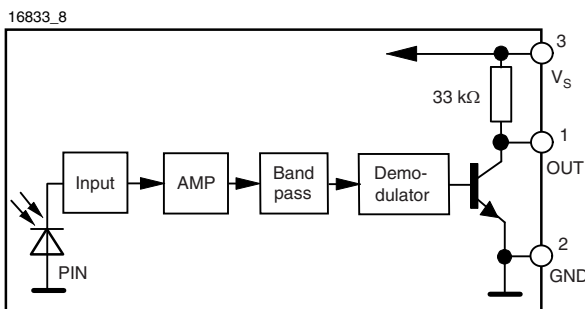 16833_8
3
V_S
33 kΩ
1
OUT
Input
AMP
Band
pass
Demo-
dulator
PIN
2
GND